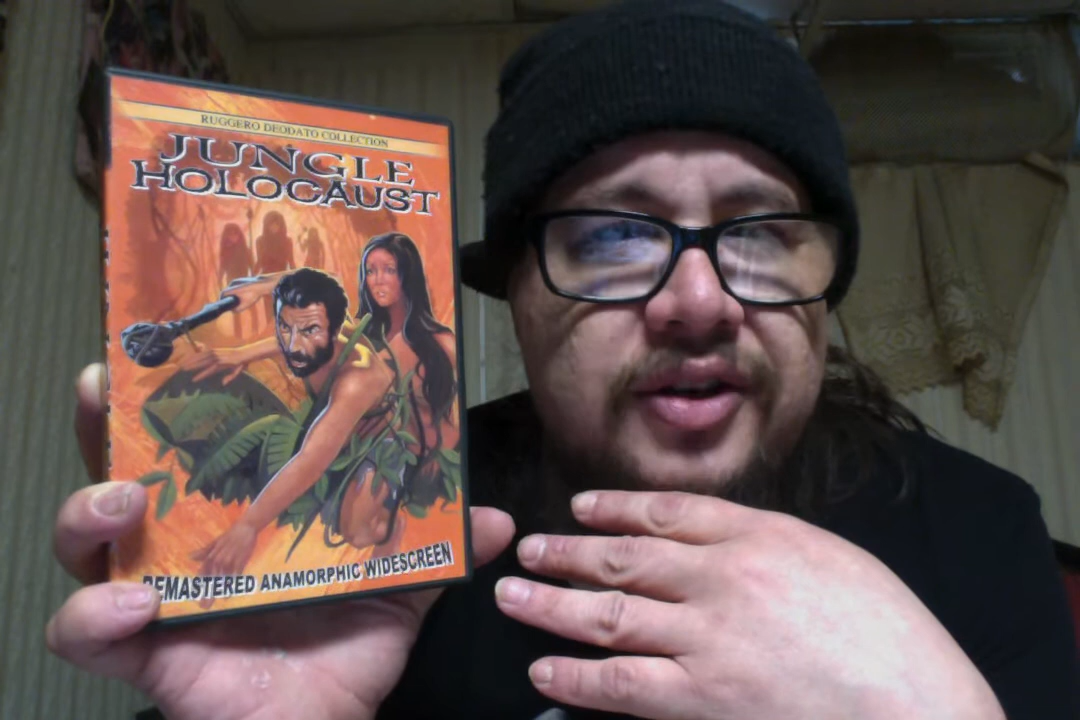 RUGGERO DEODATO COLLECTION
JUNGLE
HOLOCAUST
REMASTERED ANAMORPHIC WIDESCREEN